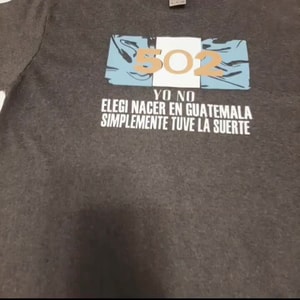 502
YO NO
ELEGI NACER EN GUATEMALA
SIMPLEMENTE TUVE LA SUERTE